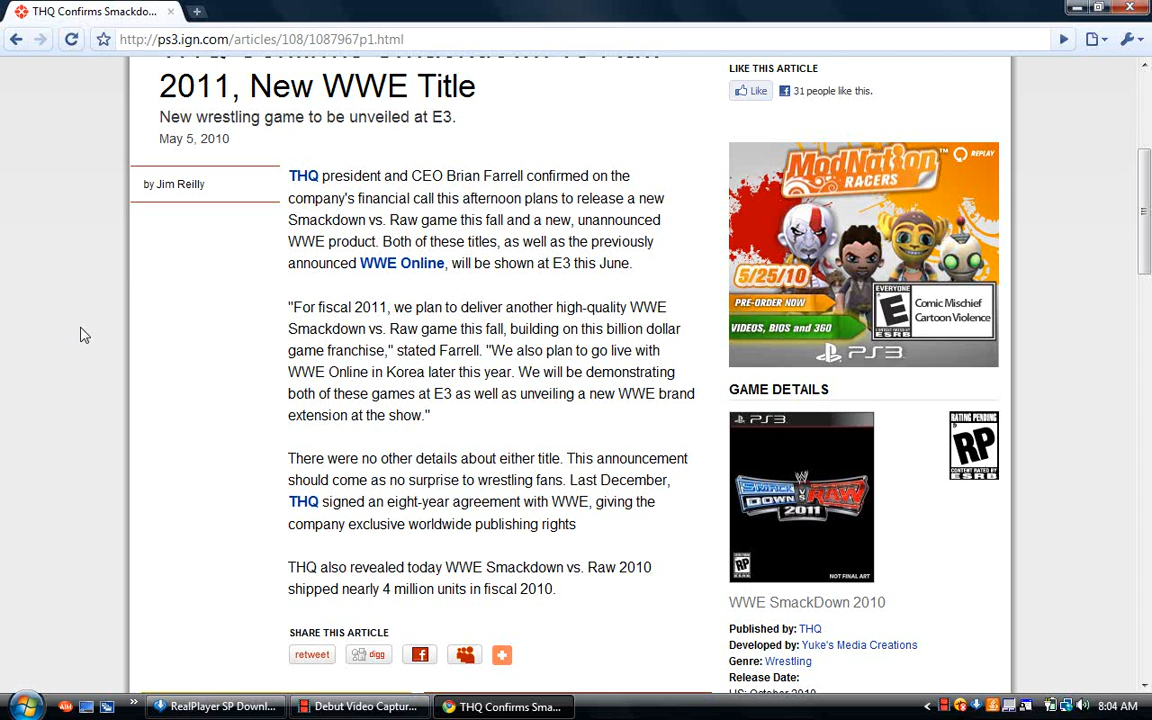 THQ Confirms Smackdo...
http://ps3.ign.com/articles/108/1087967p1.html
2011, New WWE Title
New wrestling game to be unveiled at E3.
May 5, 2010
by Jim Reilly
THQ president and CEO Brian Farrell confirmed on the
company's financial call this afternoon plans to release a new
Smackdown vs. Raw game this fall and a new, unannounced
WWE product. Both of these titles, as well as the previously
announced WWE Online, will be shown at E3 this June.
"For fiscal 2011, we plan to deliver another high-quality WWE
Smackdown vs. Raw game this fall, building on this billion dollar
game franchise," stated Farrell. "We also plan to go live with
WWE Online in Korea later this year. We will be demonstrating
both of these games at E3 as well as unveiling a new WWE brand
extension at the show."
There were no other details about either title. This announcement
should come as no surprise to wrestling fans. Last December,
THQ signed an eight-year agreement with WWE, giving the
company exclusive worldwide publishing rights
THQ also revealed today WWE Smackdown vs. Raw 2010
shipped nearly 4 million units in fiscal 2010.
SHARE THIS ARTICLE
retweet
digg
LIKE THIS ARTICLE
Like
31 people like this.
ModNation
RACERS
REPLAY
5/25/10
PRE-ORDER NOW
VIDEOS, BIOS and 360
EVERYONE
E
ESRB
Comic Mischief
Cartoon Violence
PS3
GAME DETAILS
PS3
SMACK
DOWN VS RAW
2011
RP
NOT FINAL ART
RATING PENDING
RP
CONTENT RATED BY
ESRB
WWE SmackDown 2010
Published by: THQ
Developed by: Yuke's Media Creations
Genre: Wrestling
Release Date:
US: October 2010
RealPlayer SP Downl...
Debut Video Captur...
THQ Confirms Sma...
8:04 AM